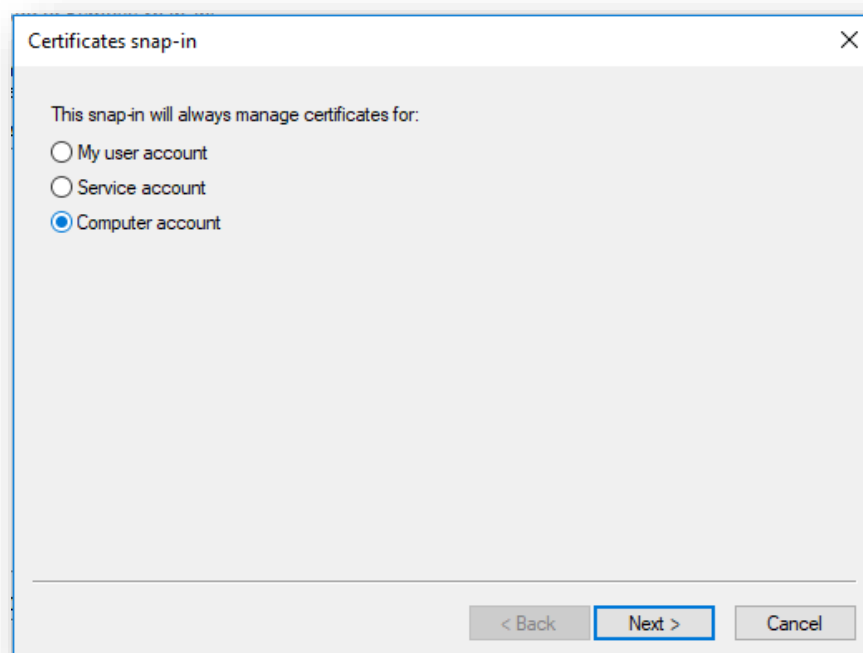 Certificates snap-in
This snap-in will always manage certificates for:
My user account
Service account
Computer account
< Back Next > Cancel